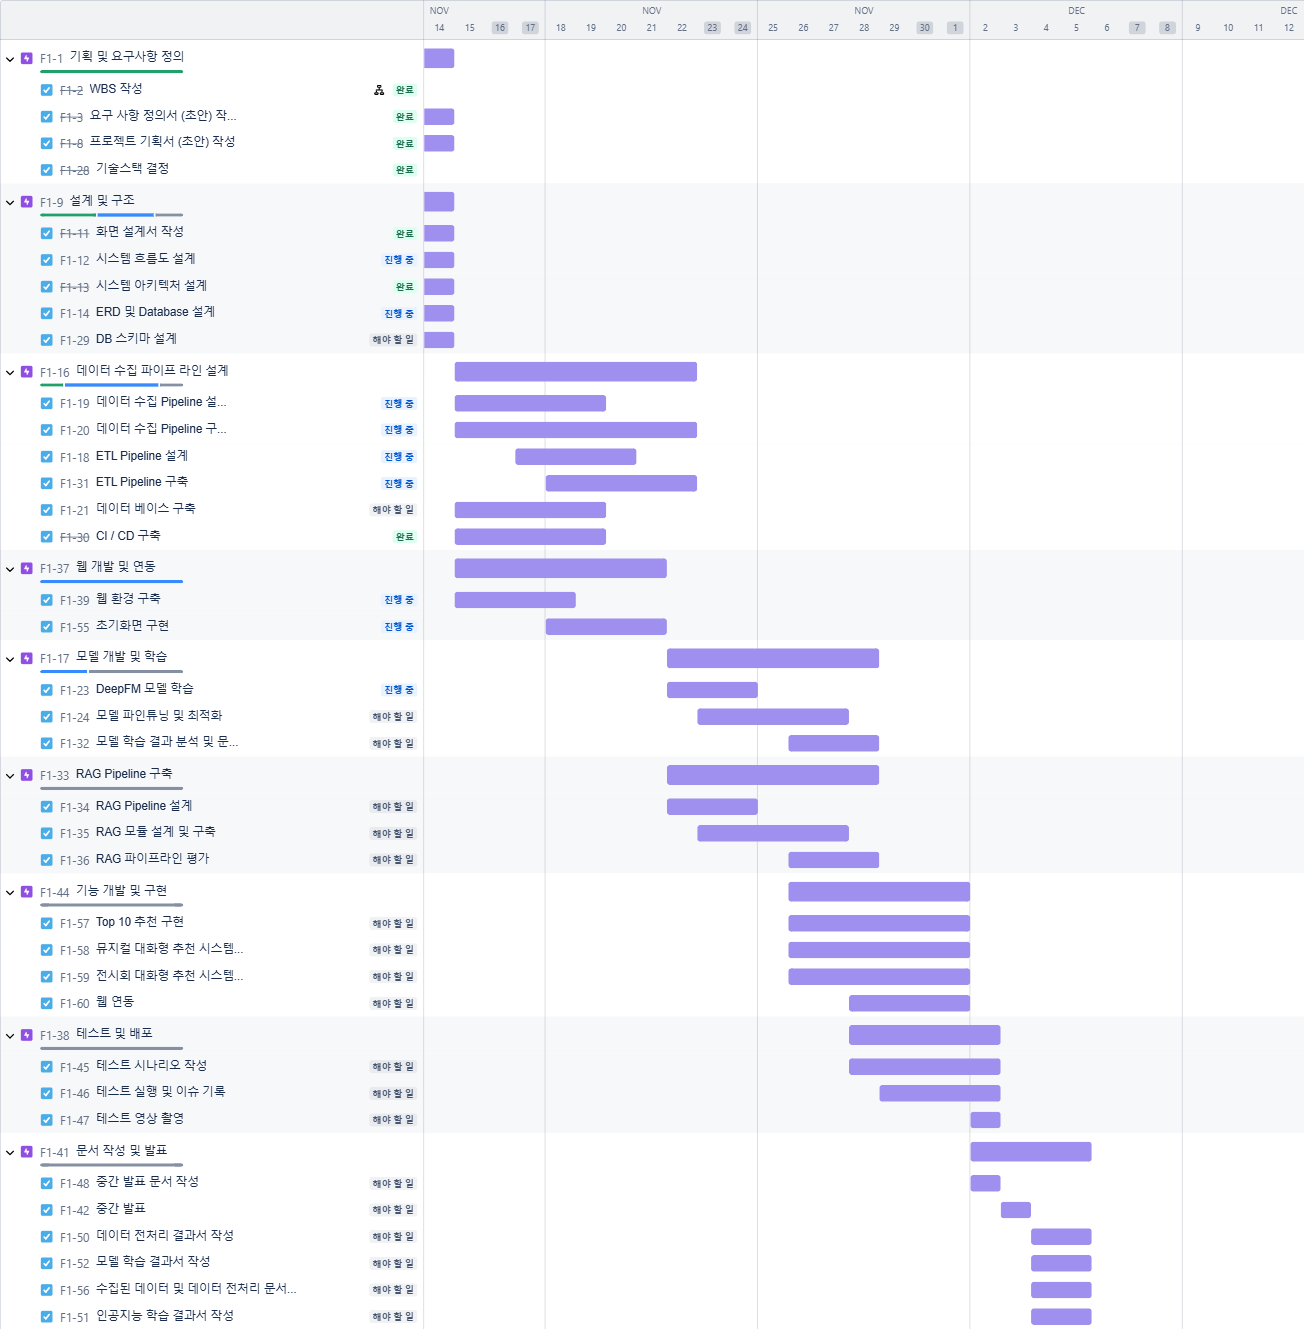 NOV NOV NOV DEC DEC
14 15 16 17 18 19 20 21 22 23 24 25 26 27 28 29 30 1 2 3 4 5 6 7 8 9 10 11 12
F1-1 기획 및 요구사항 정의
F1-2 WBS 작성 완료
F1-3 요구 사항 정의서 (초안) 작... 완료
F1-8 프로젝트 기획서 (초안) 작성 완료
F1-28 기술스택 결정 완료
F1-9 설계 및 구조
F1-11 화면 설계서 작성 완료
F1-12 시스템 흐름도 설계 진행 중
F1-13 시스템 아키텍처 설계 완료
F1-14 ERD 및 Database 설계 진행 중
F1-29 DB 스키마 설계 해야 할 일
F1-16 데이터 수집 파이프 라인 설계
F1-19 데이터 수집 Pipeline 설... 진행 중
F1-20 데이터 수집 Pipeline 구... 진행 중
F1-18 ETL Pipeline 설계 진행 중
F1-31 ETL Pipeline 구축 진행 중
F1-21 데이터 베이스 구축 해야 할 일
F1-30 CI / CD 구축 완료
F1-37 웹 개발 및 연동
F1-39 웹 환경 구축 진행 중
F1-55 초기화면 구현 진행 중
F1-17 모델 개발 및 학습
F1-23 DeepFM 모델 학습 진행 중
F1-24 모델 파인튜닝 및 최적화 해야 할 일
F1-32 모델 학습 결과 분석 및 문... 해야 할 일
F1-33 RAG Pipeline 구축
F1-34 RAG Pipeline 설계 해야 할 일
F1-35 RAG 모듈 설계 및 구축 해야 할 일
F1-36 RAG 파이프라인 평가 해야 할 일
F1-44 기능 개발 및 구현
F1-57 Top 10 추천 구현 해야 할 일
F1-58 뮤지컬 대화형 추천 시스템... 해야 할 일
F1-59 전시회 대화형 추천 시스템... 해야 할 일
F1-60 웹 연동 해야 할 일
F1-38 테스트 및 배포
F1-45 테스트 시나리오 작성 해야 할 일
F1-46 테스트 실행 및 이슈 기록 해야 할 일
F1-47 테스트 영상 촬영 해야 할 일
F1-41 문서 작성 및 발표
F1-48 중간 발표 문서 작성 해야 할 일
F1-42 중간 발표 해야 할 일
F1-50 데이터 전처리 결과서 작성 해야 할 일
F1-52 모델 학습 결과서 작성 해야 할 일
F1-56 수집된 데이터 및 데이터 전처리 문서... 해야 할 일
F1-51 인공지능 학습 결과서 작성 해야 할 일